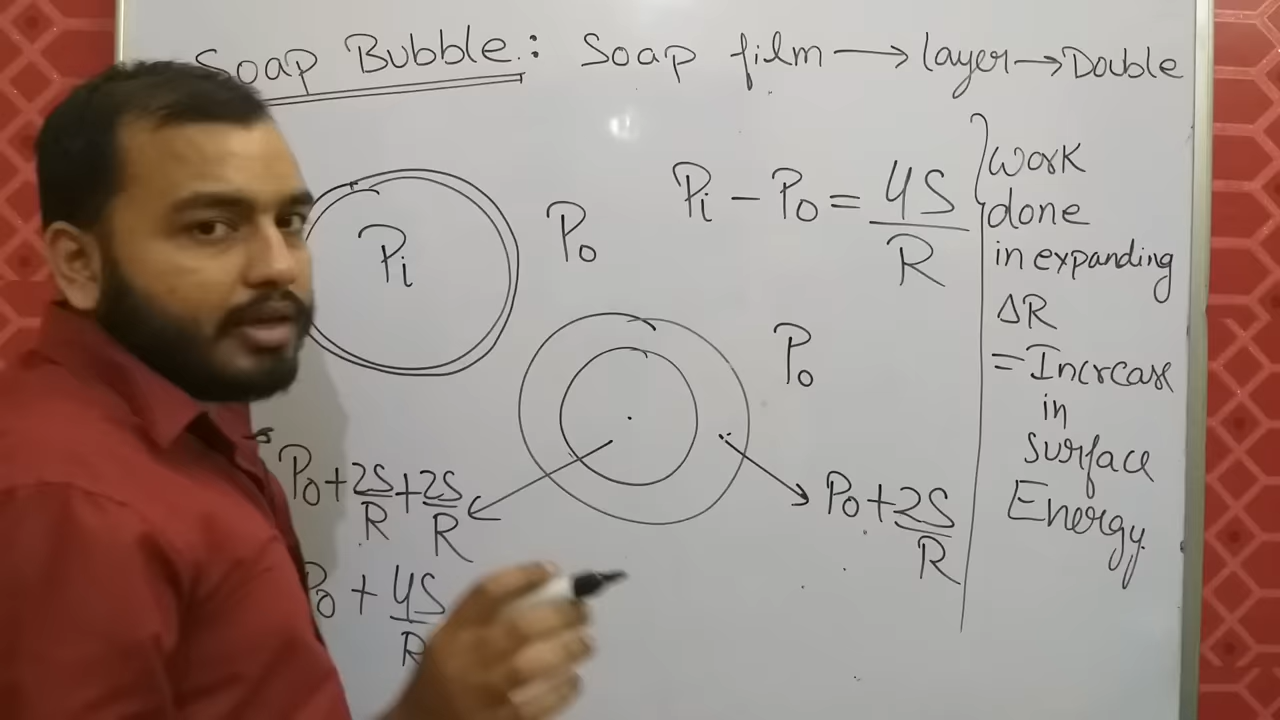 Soap Bubble: Soap film → layer → Double
Pi
Po
Pi - Po = 4S/R
Po
Po + 2S/R + 2S/R
Po + 4S/R
Po + 2S/R
Work
done
in expanding
ΔR
= Increase
in
Surface
Energy.